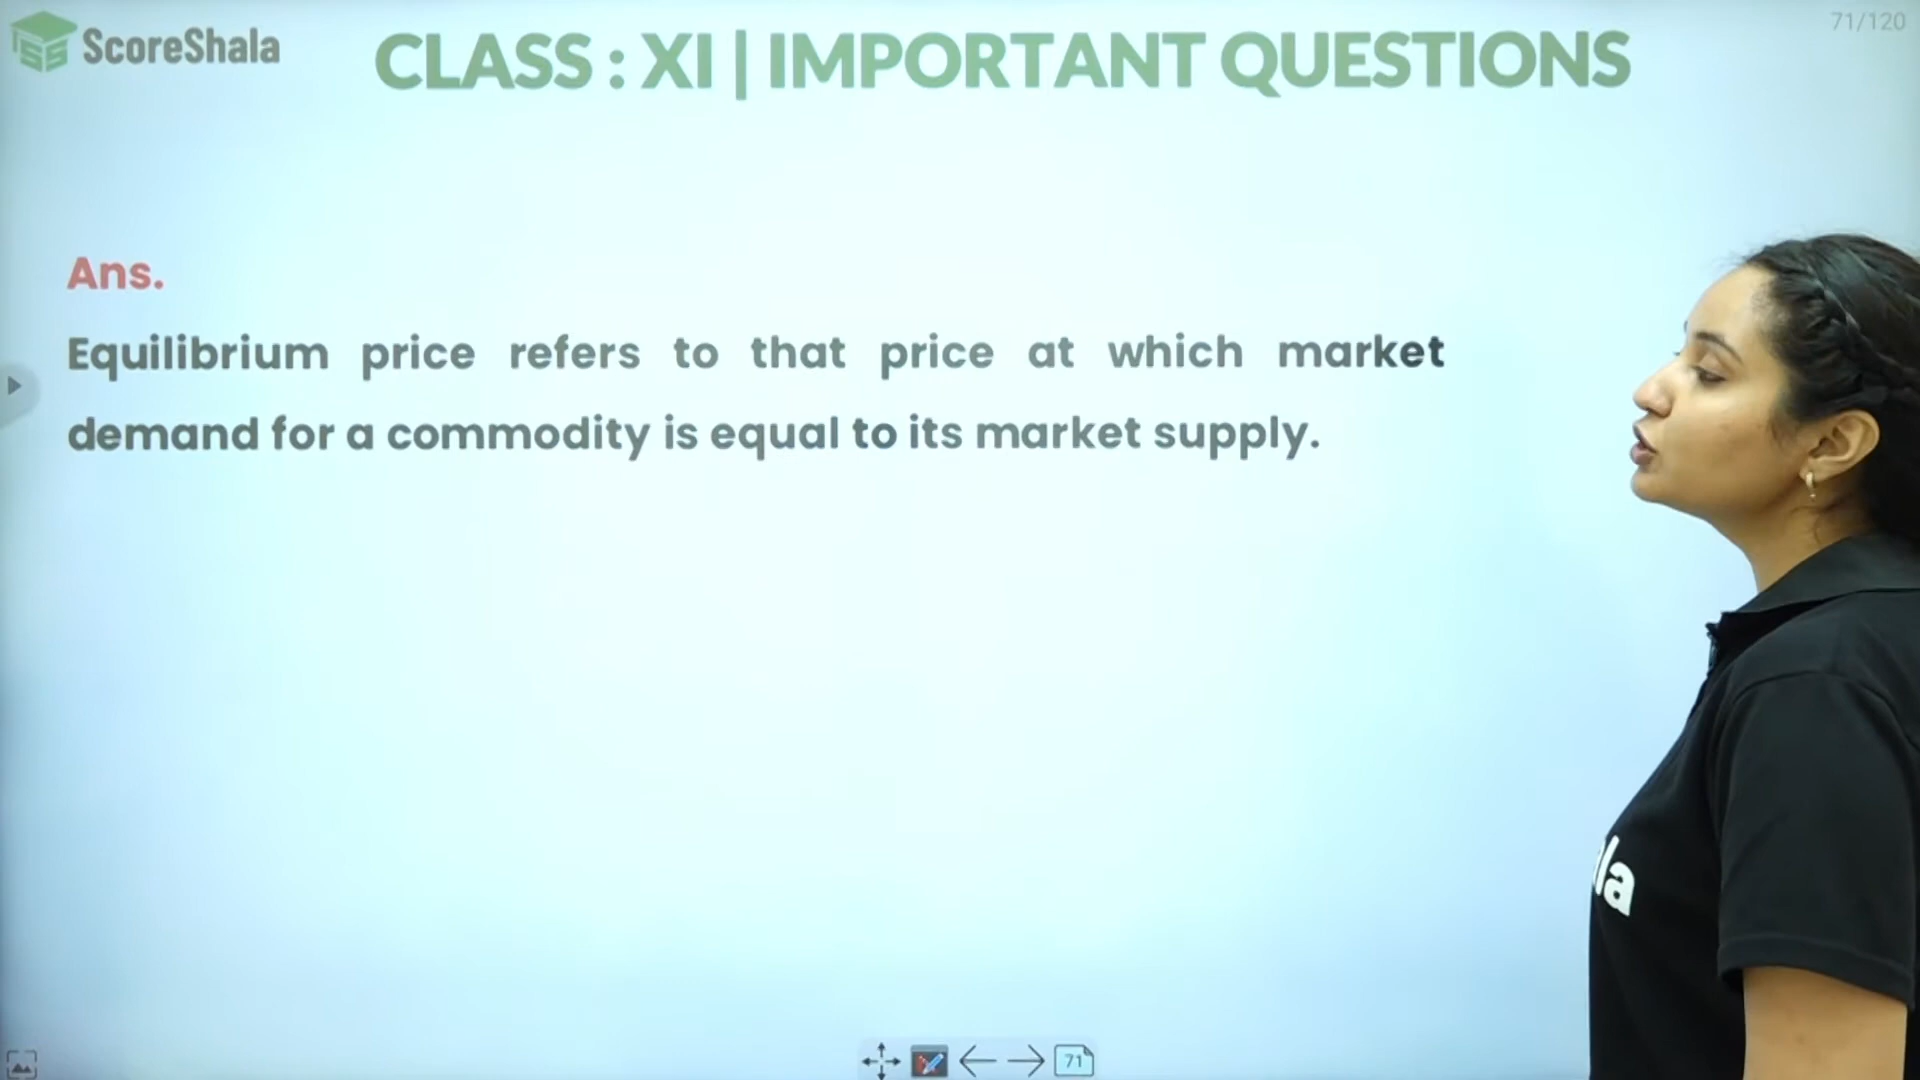 ScoreShala
CLASS : XI | IMPORTANT QUESTIONS
71/120
Ans.
Equilibrium price refers to that price at which market
demand for a commodity is equal to its market supply.
la
71